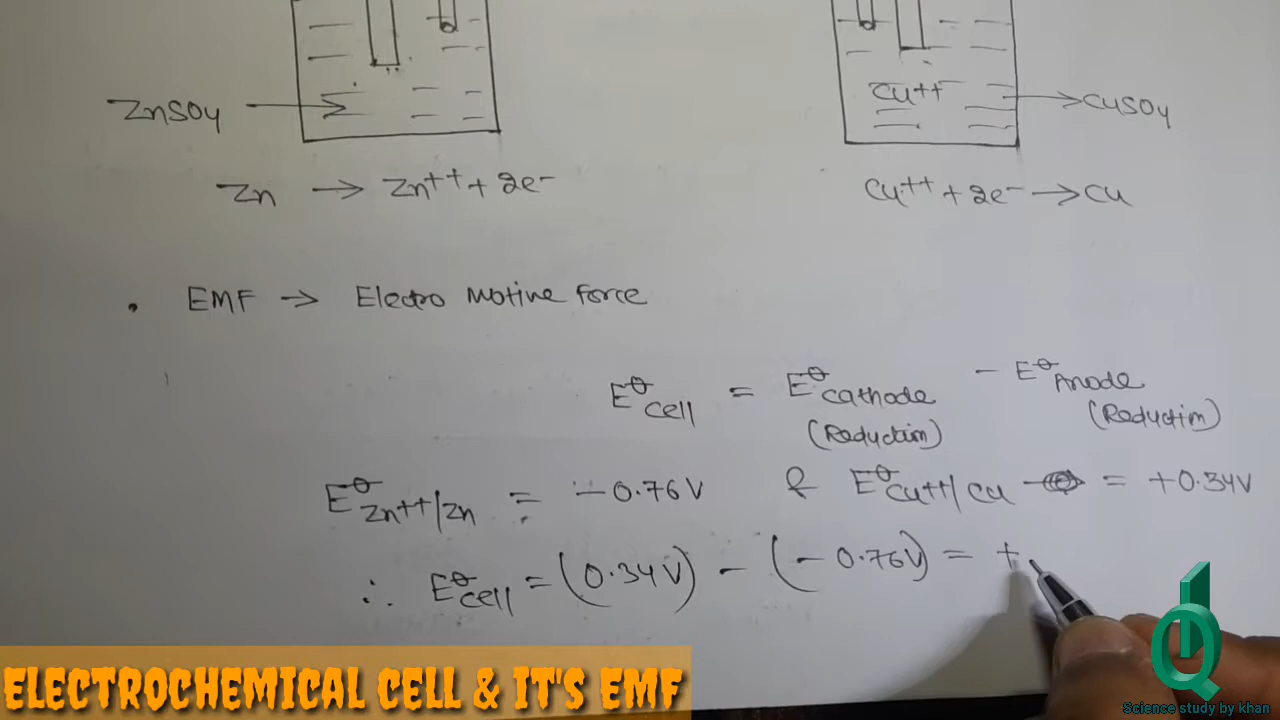 ZnSO4 → Cu++ → CuSO4
Zn → Zn++ + 2e- Cu++ + 2e- → Cu
• EMF → Electro Motive Force
E⊖cell = E⊖Cathode - E⊖Anode
(Reduction) (Reduction)
E⊖Zn++/Zn = -0.76V & E⊖Cu++/Cu = +0.34V
∴ E⊖cell = (0.34V) - (-0.76V) = +
ELECTROCHEMICAL CELL & IT'S EMF
Science study by khan